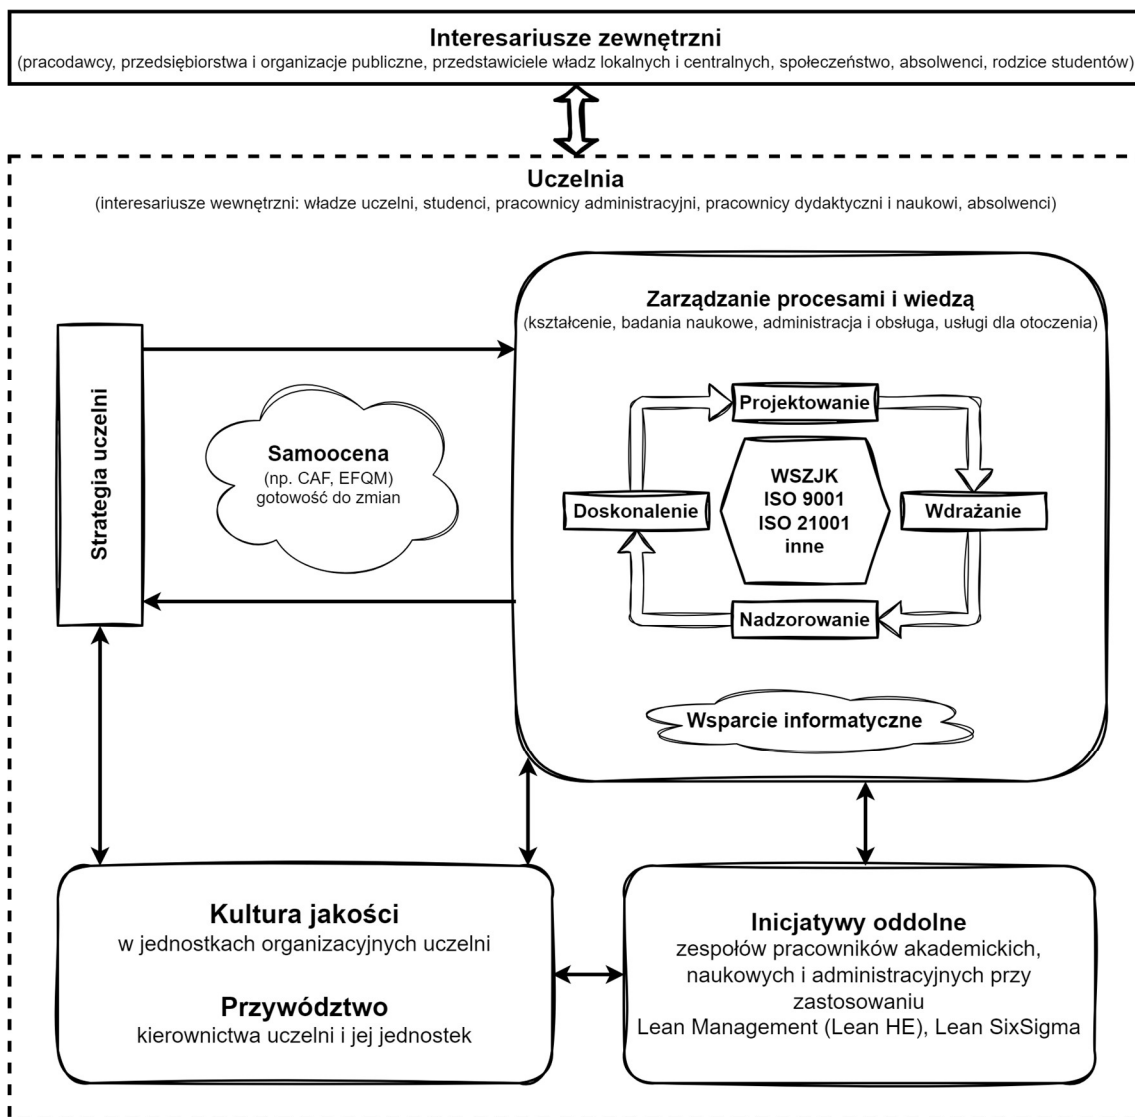 Interesariusze zewnętrzni
(pracodawcy, przedsiębiorstwa i organizacje publiczne, przedstawiciele władz lokalnych i centralnych, społeczeństwo, absolwenci, rodzice studentów)
Uczelnia
(interesariusze wewnętrzni: władze uczelni, studenci, pracownicy administracyjni, pracownicy dydaktyczni i naukowi, absolwenci)
Zarządzanie procesami i wiedzą
(kształcenie, badania naukowe, administracja i obsługa, usługi dla otoczenia)
Strategia uczelni
Samoocena
(np. CAF, EFQM)
gotowość do zmian
Projektowanie
Doskonalenie
WSZJK
ISO 9001
ISO 21001
inne
Wdrażanie
Nadzorowanie
Wsparcie informatyczne
Kultura jakości
w jednostkach organizacyjnych uczelni
Przywództwo
kierownictwa uczelni i jej jednostek
Inicjatywy oddolne
zespołów pracowników akademickich,
naukowych i administracyjnych przy
zastosowaniu
Lean Management (Lean HE), Lean SixSigma